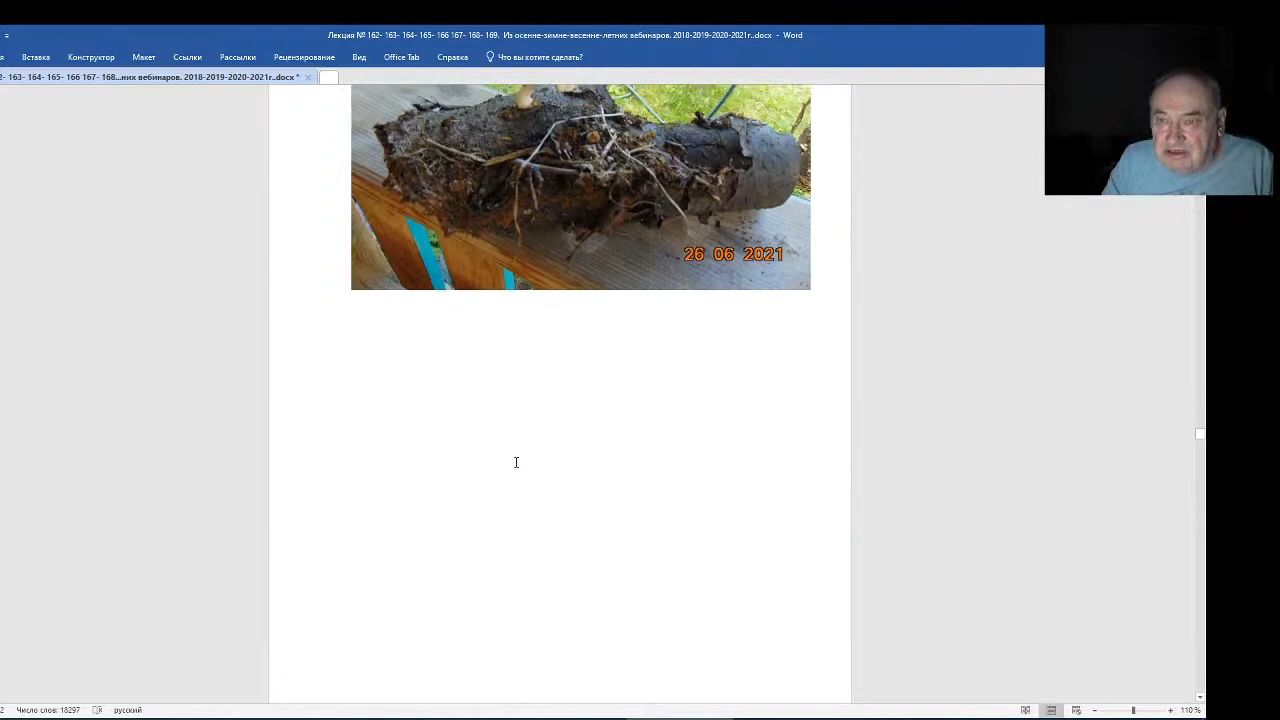 Лекция № 162- 163- 164- 165- 166 167- 168- 169. Из осенне-зимне-весенне-летних вебинаров. 2018-2019-2020-2021г..docx - Word
Вставка Конструктор Макет Ссылки Рассылки Рецензирование Вид Office Tab Справка Что вы хотите сделать?
2- 163- 164- 165- 166 167- 168...них вебинаров. 2018-2019-2020-2021г..docx *
26 06 2021
2 Число слов: 18297 русский 110 %